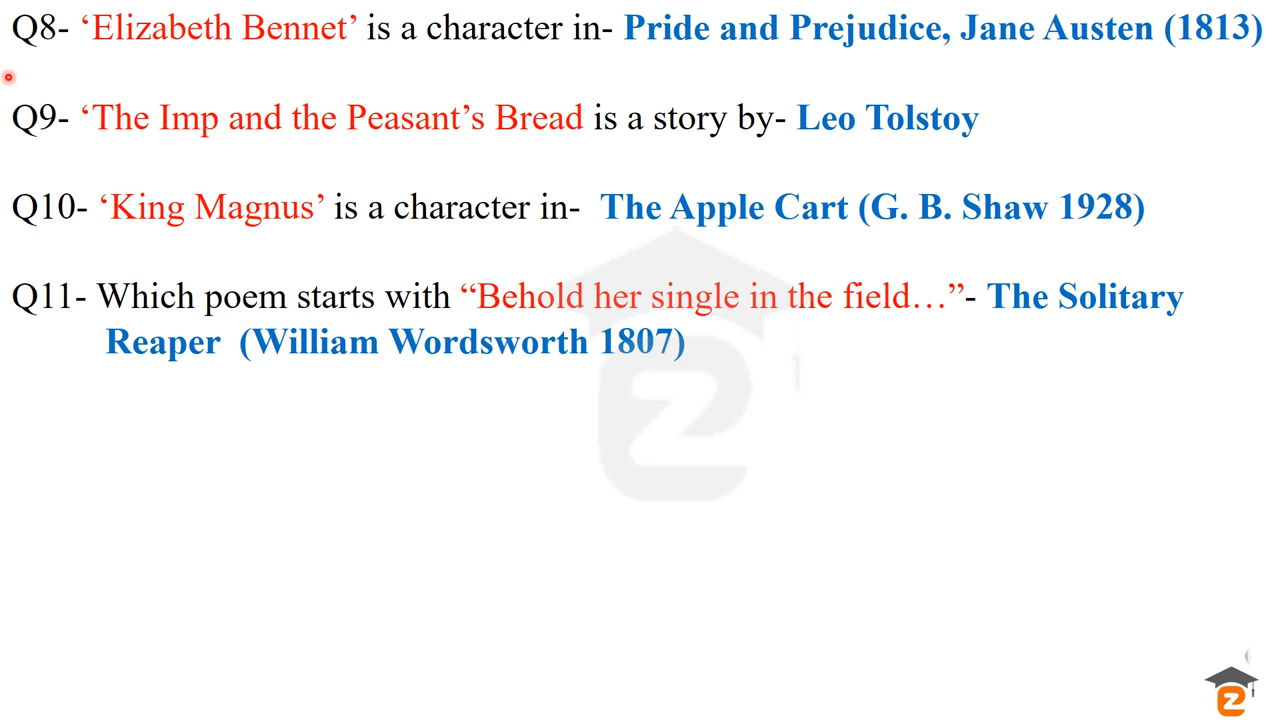 Q8- ‘Elizabeth Bennet’ is a character in- Pride and Prejudice, Jane Austen (1813)
Q9- ‘The Imp and the Peasant’s Bread is a story by- Leo Tolstoy
Q10- ‘King Magnus’ is a character in-  The Apple Cart (G. B. Shaw 1928)
Q11- Which poem starts with “Behold her single in the field…”- The Solitary
Reaper  (William Wordsworth 1807)